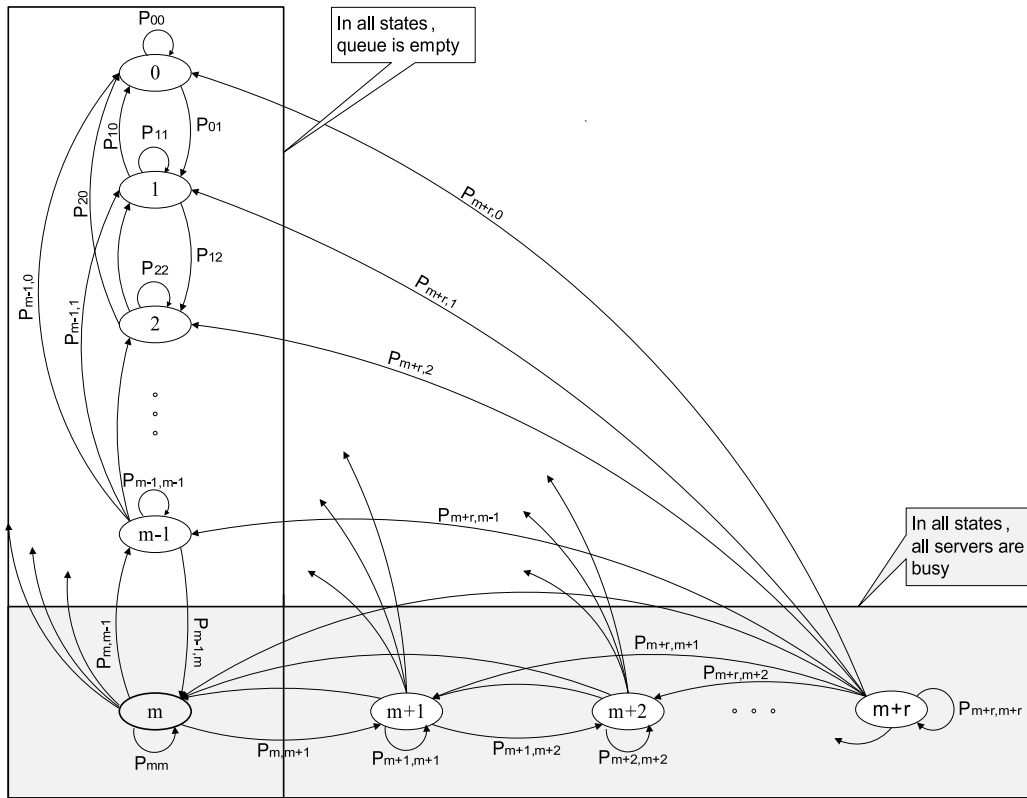 P00
In all states,
queue is empty
0
P10
P11
P01
1
P20
P22
P12
Pm+r,0
Pm-1,0
Pm-1,1
2
Pm+r,1
Pm+r,2
Pm-1,m-1
m-1
Pm+r,m-1
In all states,
all servers are
busy
Pm,m-1
Pm-1,m
Pm+r,m+1
Pm+r,m+2
m
m+1
m+2
m+r
Pm+r,m+r
Pmm
Pm,m+1
Pm+1,m+1
Pm+1,m+2
Pm+2,m+2